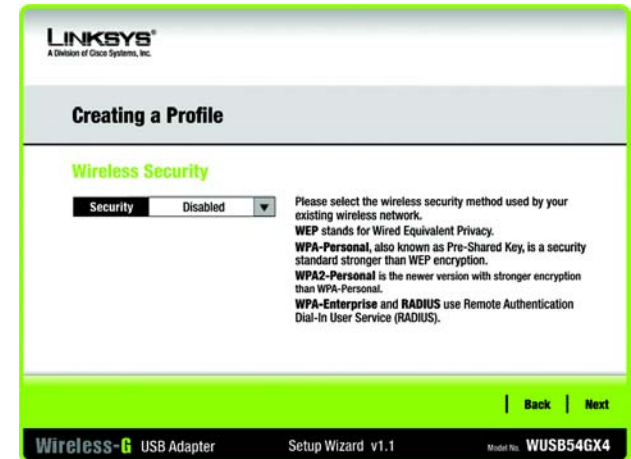 LINKSYS®
A Division of Cisco Systems, Inc.
Creating a Profile
Wireless Security
Security Disabled
Please select the wireless security method used by your
existing wireless network.
WEP stands for Wired Equivalent Privacy.
WPA-Personal, also known as Pre-Shared Key, is a security
standard stronger than WEP encryption.
WPA2-Personal is the newer version with stronger encryption
than WPA-Personal.
WPA-Enterprise and RADIUS use Remote Authentication
Dial-In User Service (RADIUS).
Back Next
Wireless-G USB Adapter Setup Wizard v1.1 Model No. WUSB54GX4